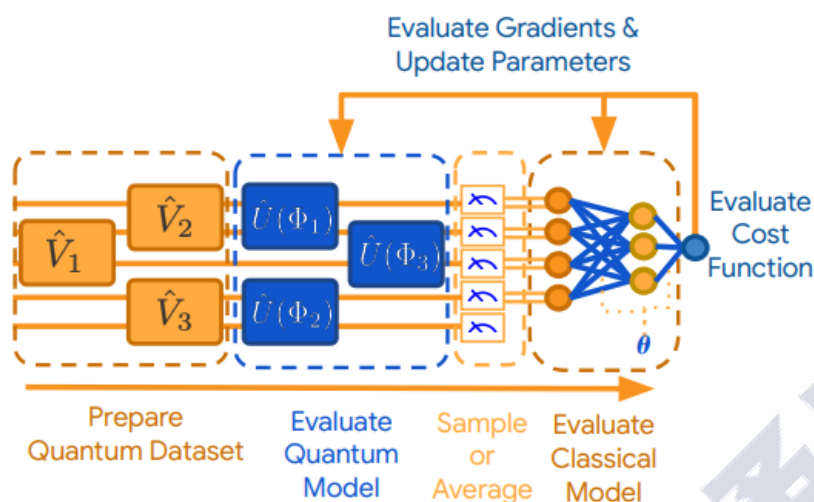 Evaluate Gradients &
Update Parameters
V̂₁
V̂₂
V̂₃
Û(Φ₁)
Û(Φ₂)
Û(Φ₃)
θ
Evaluate
Cost
Function
Prepare
Quantum Dataset
Evaluate
Quantum
Model
Sample
or
Average
Evaluate
Classical
Model